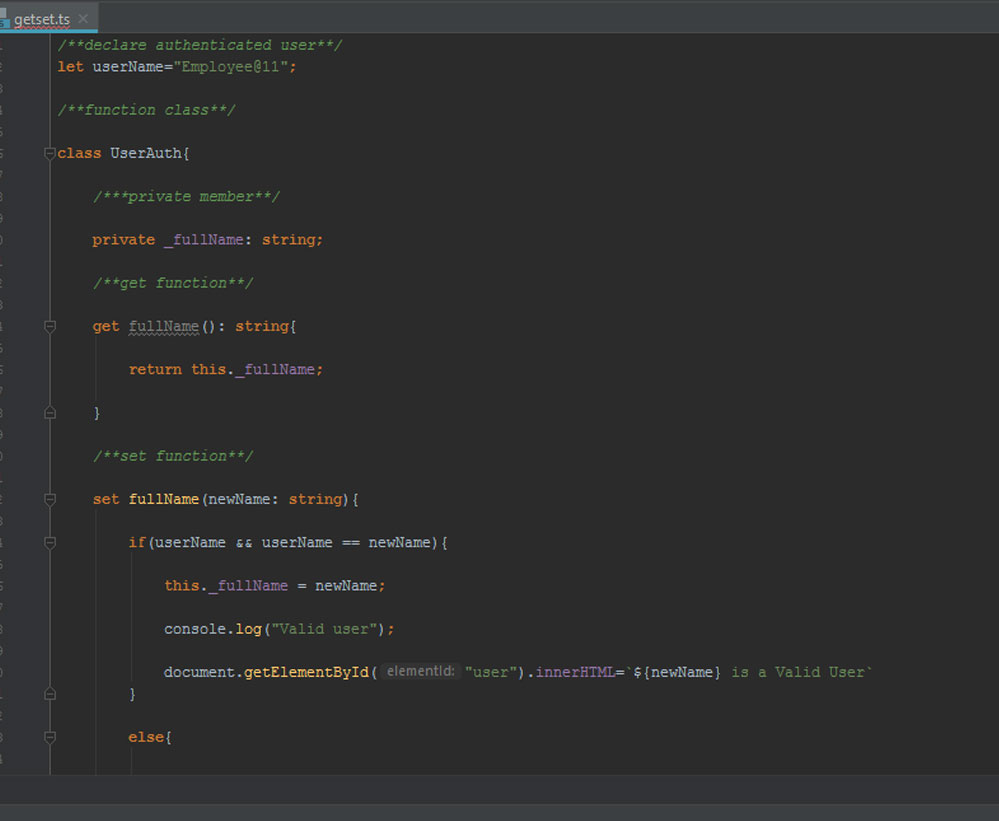 getset.ts
/**declare authenticated user**/
let userName="Employee@11";
/**function class**/
class UserAuth{
/***private member**/
private _fullName: string;
/**get function**/
get fullName(): string{
return this._fullName;
}
/**set function**/
set fullName(newName: string){
if(userName && userName == newName){
this._fullName = newName;
console.log("Valid user");
document.getElementById( elementId: "user").innerHTML=`${newName} is a Valid User`
}
else{